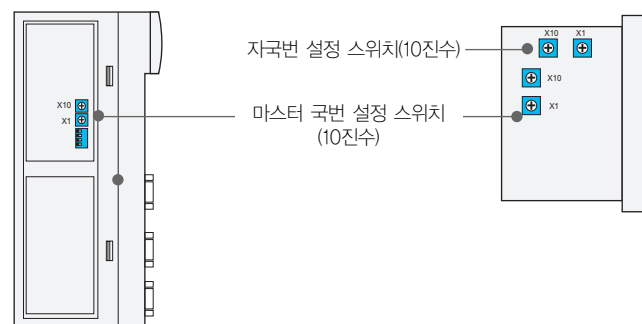 X10 X1
자국번 설정 스위치(10진수)
X10
X10
X1
마스터 국번 설정 스위치
X1
(10진수)